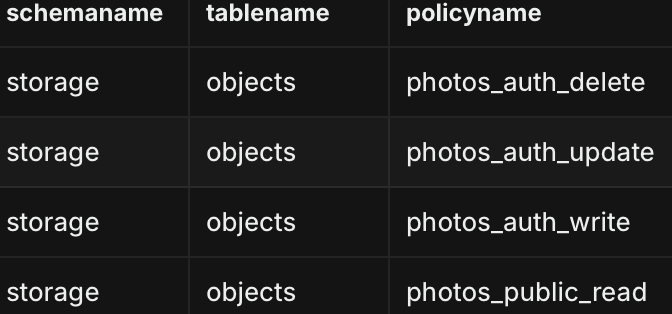 schemaname tablename policyname
storage objects photos_auth_delete
storage objects photos_auth_update
storage objects photos_auth_write
storage objects photos_public_read